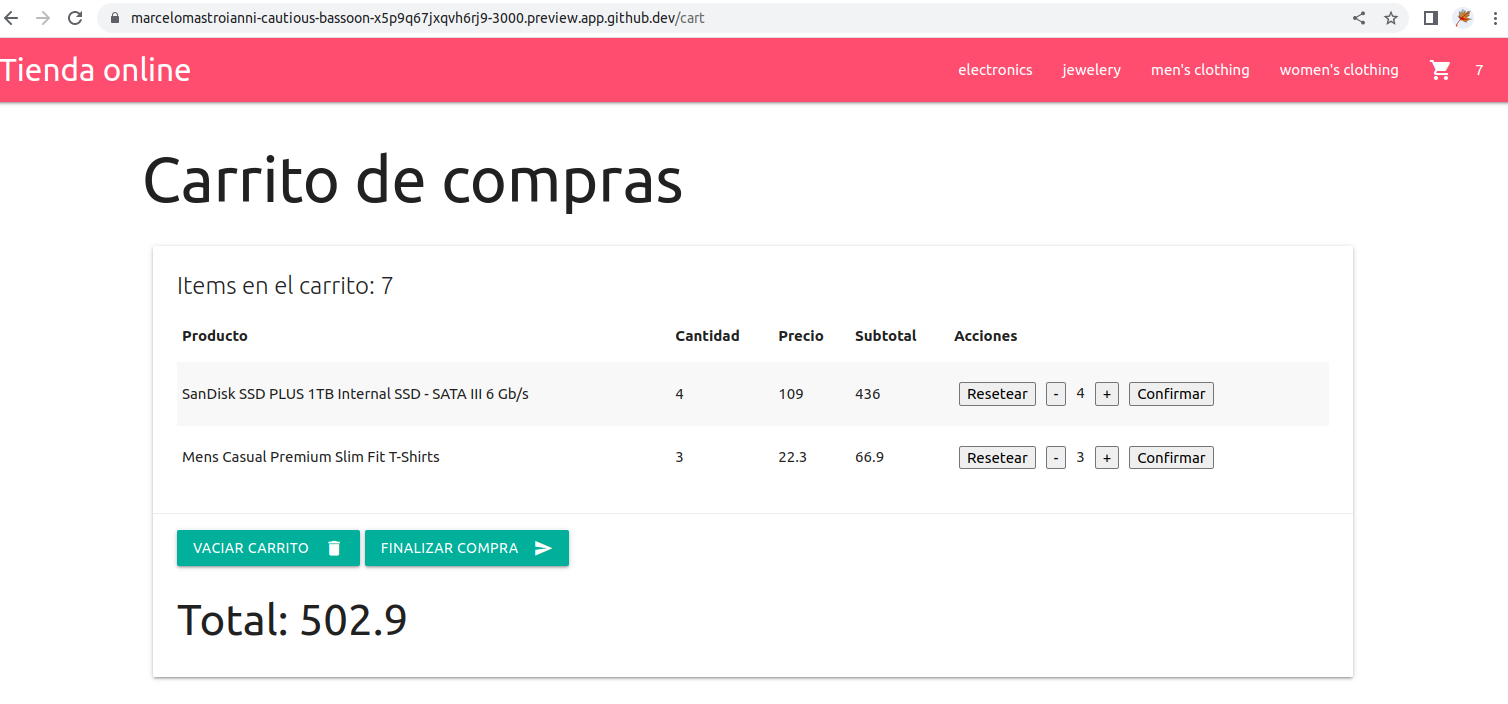 marcelomastroianni-cautious-bassoon-x5p9q67jxqvh6rj9-3000.preview.app.github.dev/cart
Tienda online electronics jewelery men's clothing women's clothing 7
Carrito de compras
Items en el carrito: 7
Producto Cantidad Precio Subtotal Acciones
SanDisk SSD PLUS 1TB Internal SSD - SATA III 6 Gb/s 4 109 436 Resetear - 4 + Confirmar
Mens Casual Premium Slim Fit T-Shirts 3 22.3 66.9 Resetear - 3 + Confirmar
VACIAR CARRITO FINALIZAR COMPRA
Total: 502.9